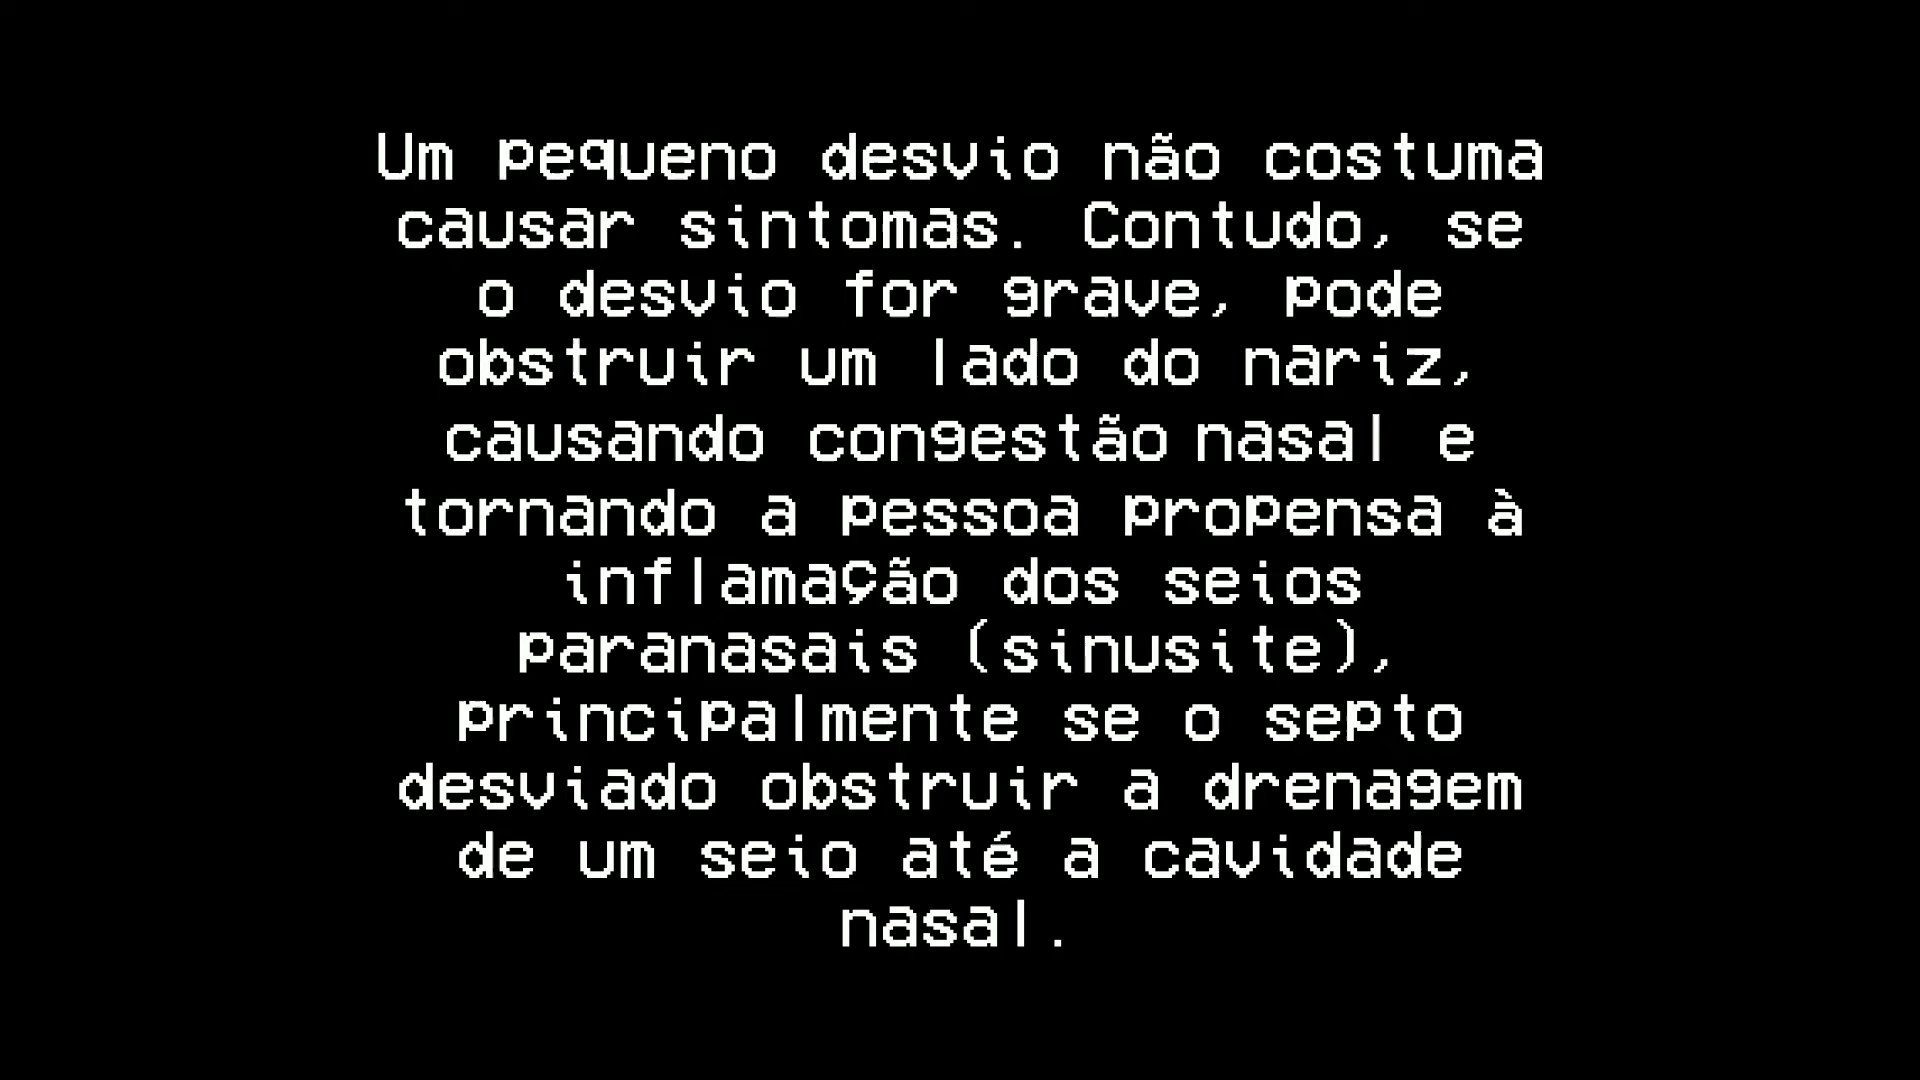 Um pequeno desvio não costuma
causar sintomas. Contudo, se
o desvio for grave, pode
obstruir um lado do nariz,
causando congestão nasal e
tornando a pessoa propensa à
inflamação dos seios
paranasais (sinusite),
principalmente se o septo
desviado obstruir a drenagem
de um seio até a cavidade
nasal.